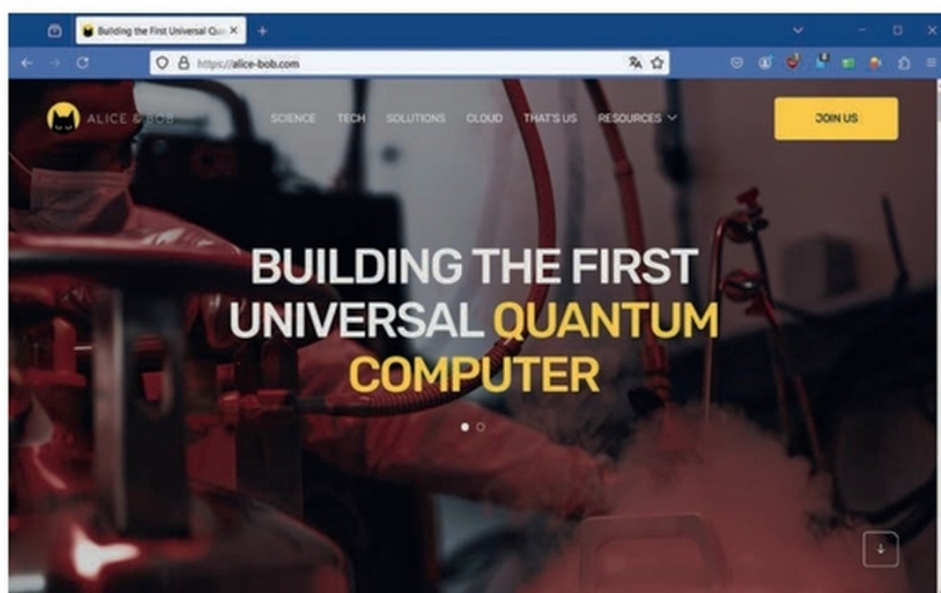 Building the First Universal Qua
https://alice-bob.com
ALICE & BOB
SCIENCE TECH SOLUTIONS CLOUD THAT'S US RESOURCES
JOIN US
BUILDING THE FIRST
UNIVERSAL QUANTUM
COMPUTER